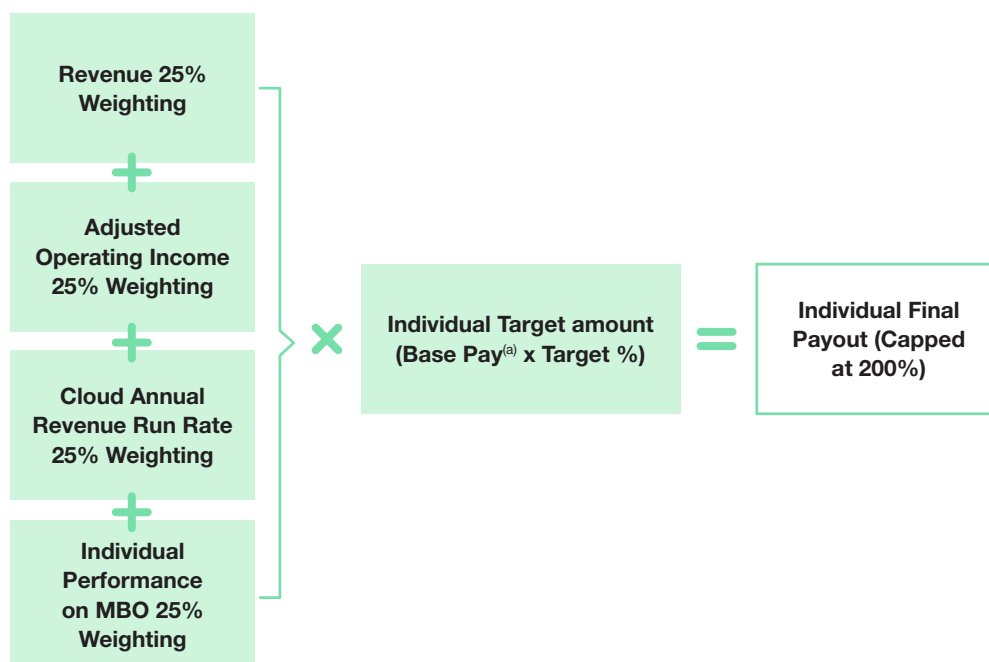 Revenue 25%
Weighting
Adjusted
Operating Income
25% Weighting
Cloud Annual
Revenue Run Rate
25% Weighting
Individual
Performance
on MBO 25%
Weighting
Individual Target amount
(Base Pay(a) x Target %)
Individual Final
Payout (Capped
at 200%)